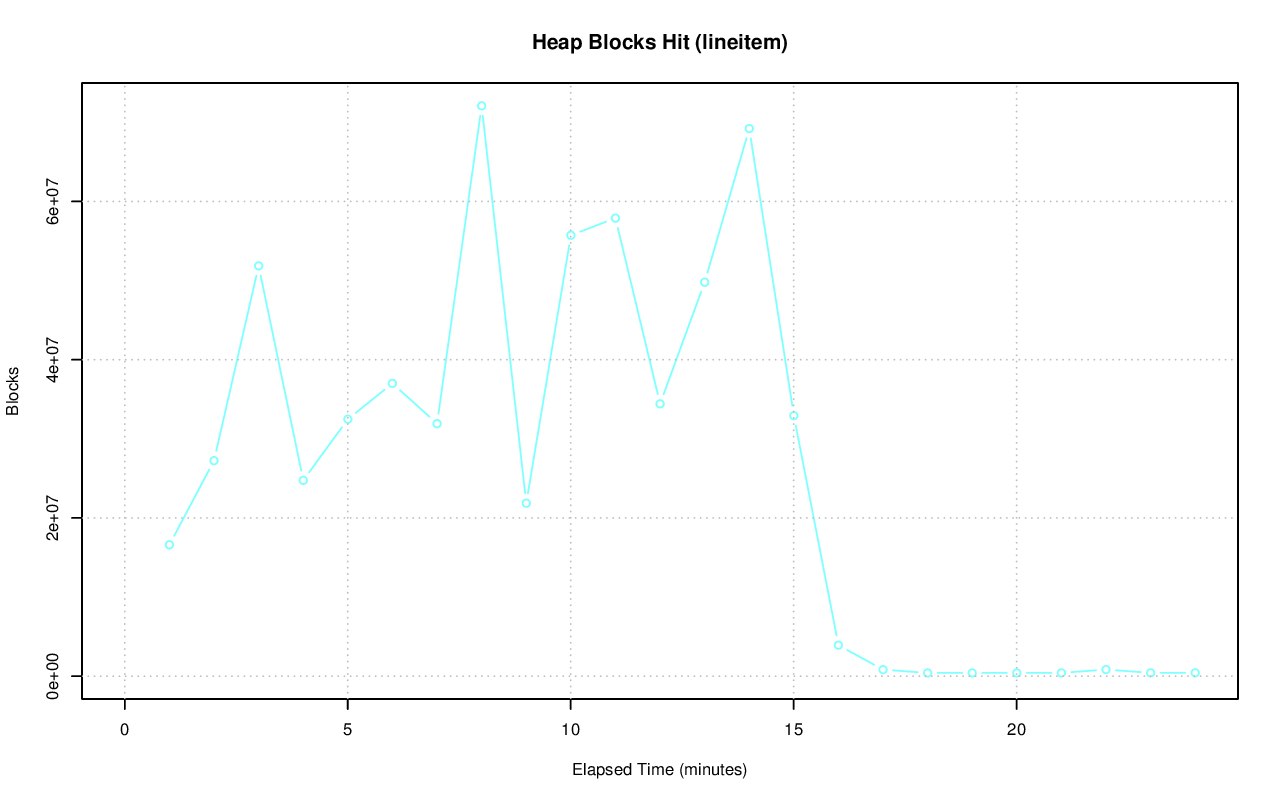 Heap Blocks Hit (lineitem)
6e+07
4e+07
2e+07
0e+00
Blocks
0 5 10 15 20
Elapsed Time (minutes)